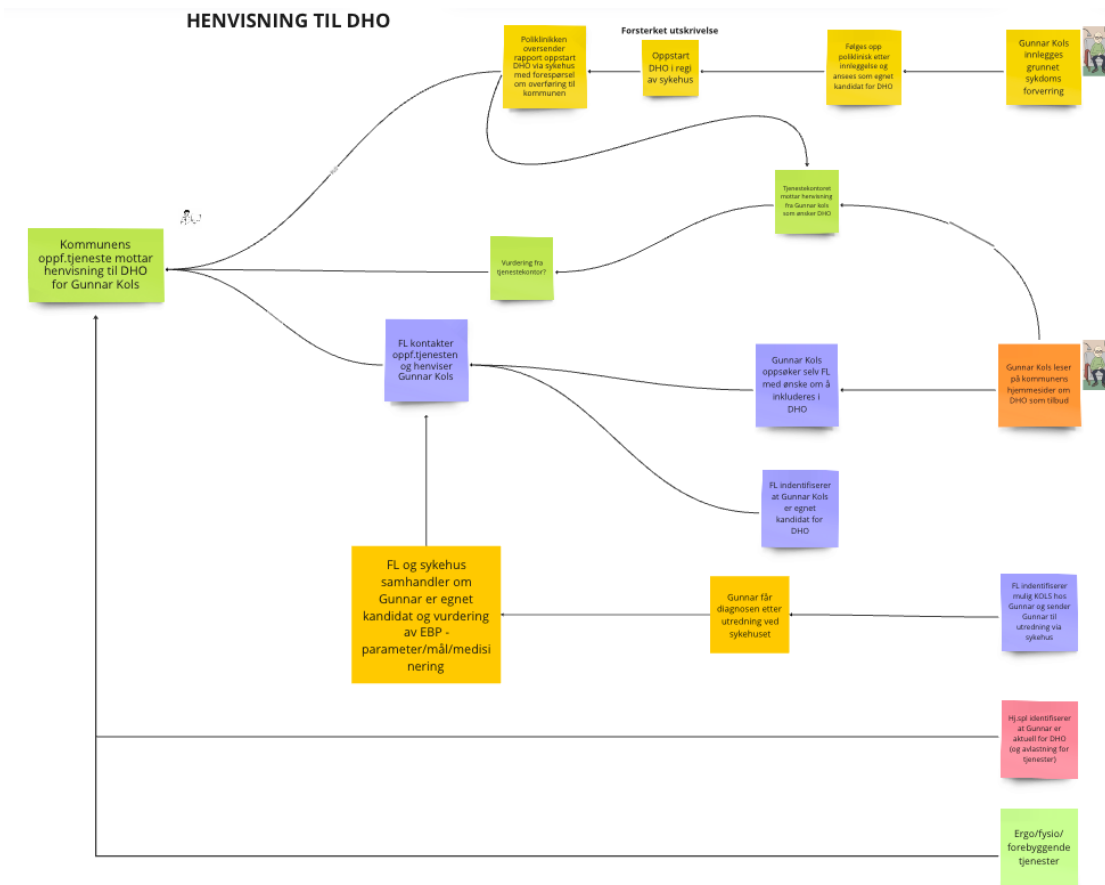 HENVISNING TIL DHO
Poliklinikken
oversender
rapport oppstart
DHO via sykehus
med forespørsel
om overføring til
kommunen
Forsterket utskrivelse
Oppstart
DHO i regi
av sykehus
Følges opp
poliklinisk etter
innleggelse og
ansees som egnet
kandidat for DHO
Gunnar Kols
innlegges
grunnet
sykdoms
forverring
Tjenestekontoret
mottar henvisning
fra Gunnar kols
som ønsker DHO
Kommunens
oppf.tjeneste mottar
henvisning til DHO
for Gunnar Kols
Vurdering fra
tjenestekontor?
FL kontakter
oppf.tjenesten
og henviser
Gunnar Kols
Gunnar Kols
oppsøker selv FL
med ønske om å
inkluderes i
DHO
Gunnar Kols leser
på kommunens
hjemmesider om
DHO som tilbud
FL indentifiserer
at Gunnar Kols
er egnet
kandidat for
DHO
FL og sykehus
samhandler om
Gunnar er egnet
kandidat og vurdering
av EBP -
parameter/mål/medisi
nering
Gunnar får
diagnosen etter
utredning ved
sykehuset
FL indentifiserer
mulig KOLS hos
Gunnar og sender
Gunnar til
utredning via
sykehus
Hj.spl identifiserer
at Gunnar er
aktuell for DHO
(og avlastning for
tjenester)
Ergo/fysio/
forebyggende
tjenester